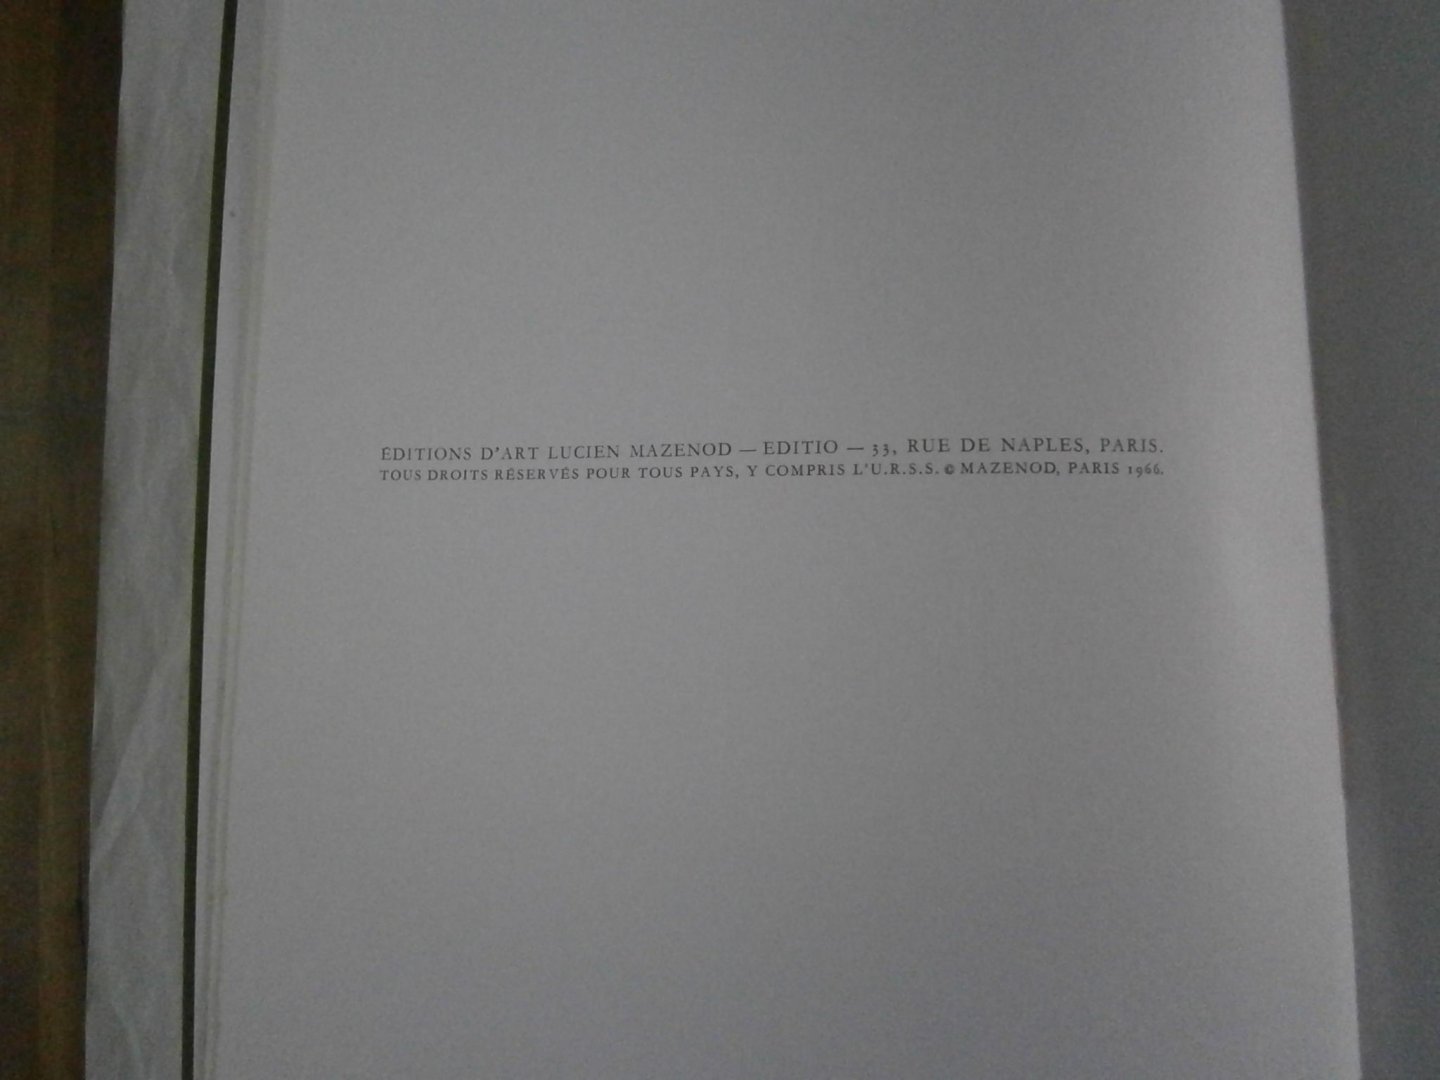 ÉDITIONS D'ART LUCIEN MAZENOD — EDITIO — 33, RUE DE NAPLES, PARIS.
TOUS DROITS RÉSERVÉS POUR TOUS PAYS, Y COMPRIS L'U.R.S.S. © MAZENOD, PARIS 1966.